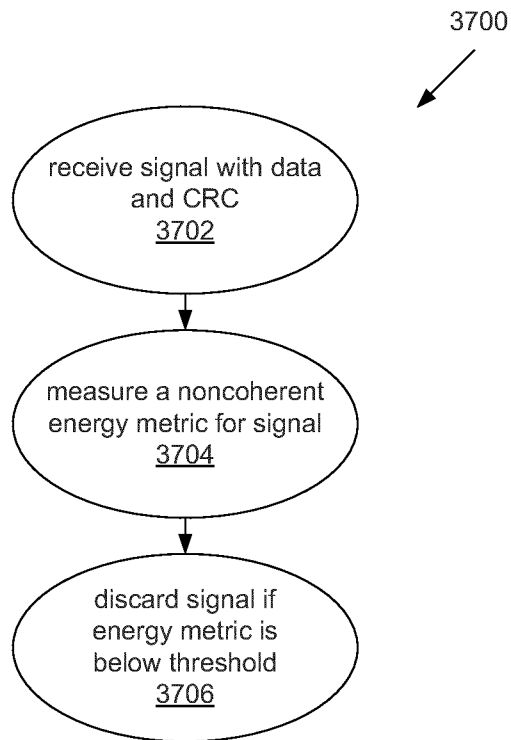 3700
receive signal with data
and CRC
3702
measure a noncoherent
energy metric for signal
3704
discard signal if
energy metric is
below threshold
3706